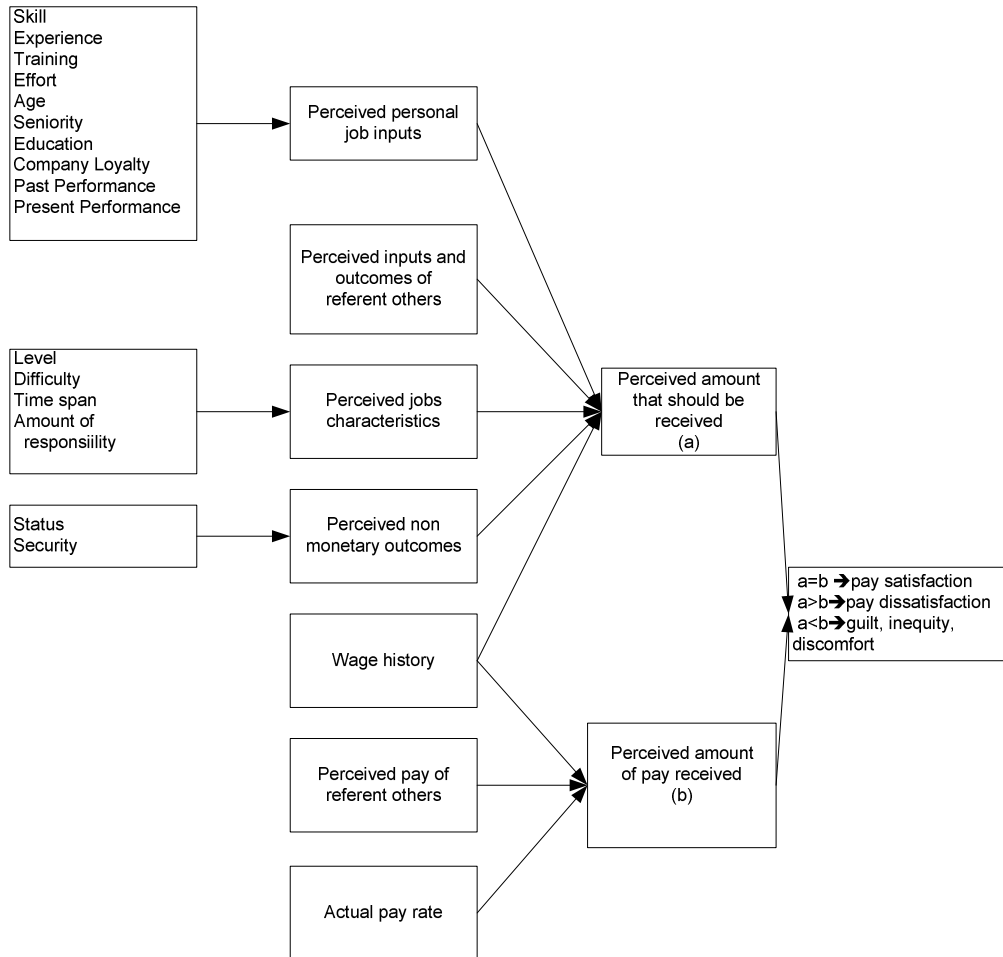 Skill
Experience
Training
Effort
Age
Seniority
Education
Company Loyalty
Past Performance
Present Performance
Perceived personal
job inputs
Perceived inputs and
outcomes of
referent others
Level
Difficulty
Time span
Amount of
responsiility
Perceived jobs
characteristics
Perceived amount
that should be
received
(a)
Status
Security
Perceived non
monetary outcomes
a=b ➔pay satisfaction
a>b➔pay dissatisfaction
a<b➔guilt, inequity,
discomfort
Wage history
Perceived pay of
referent others
Perceived amount
of pay received
(b)
Actual pay rate